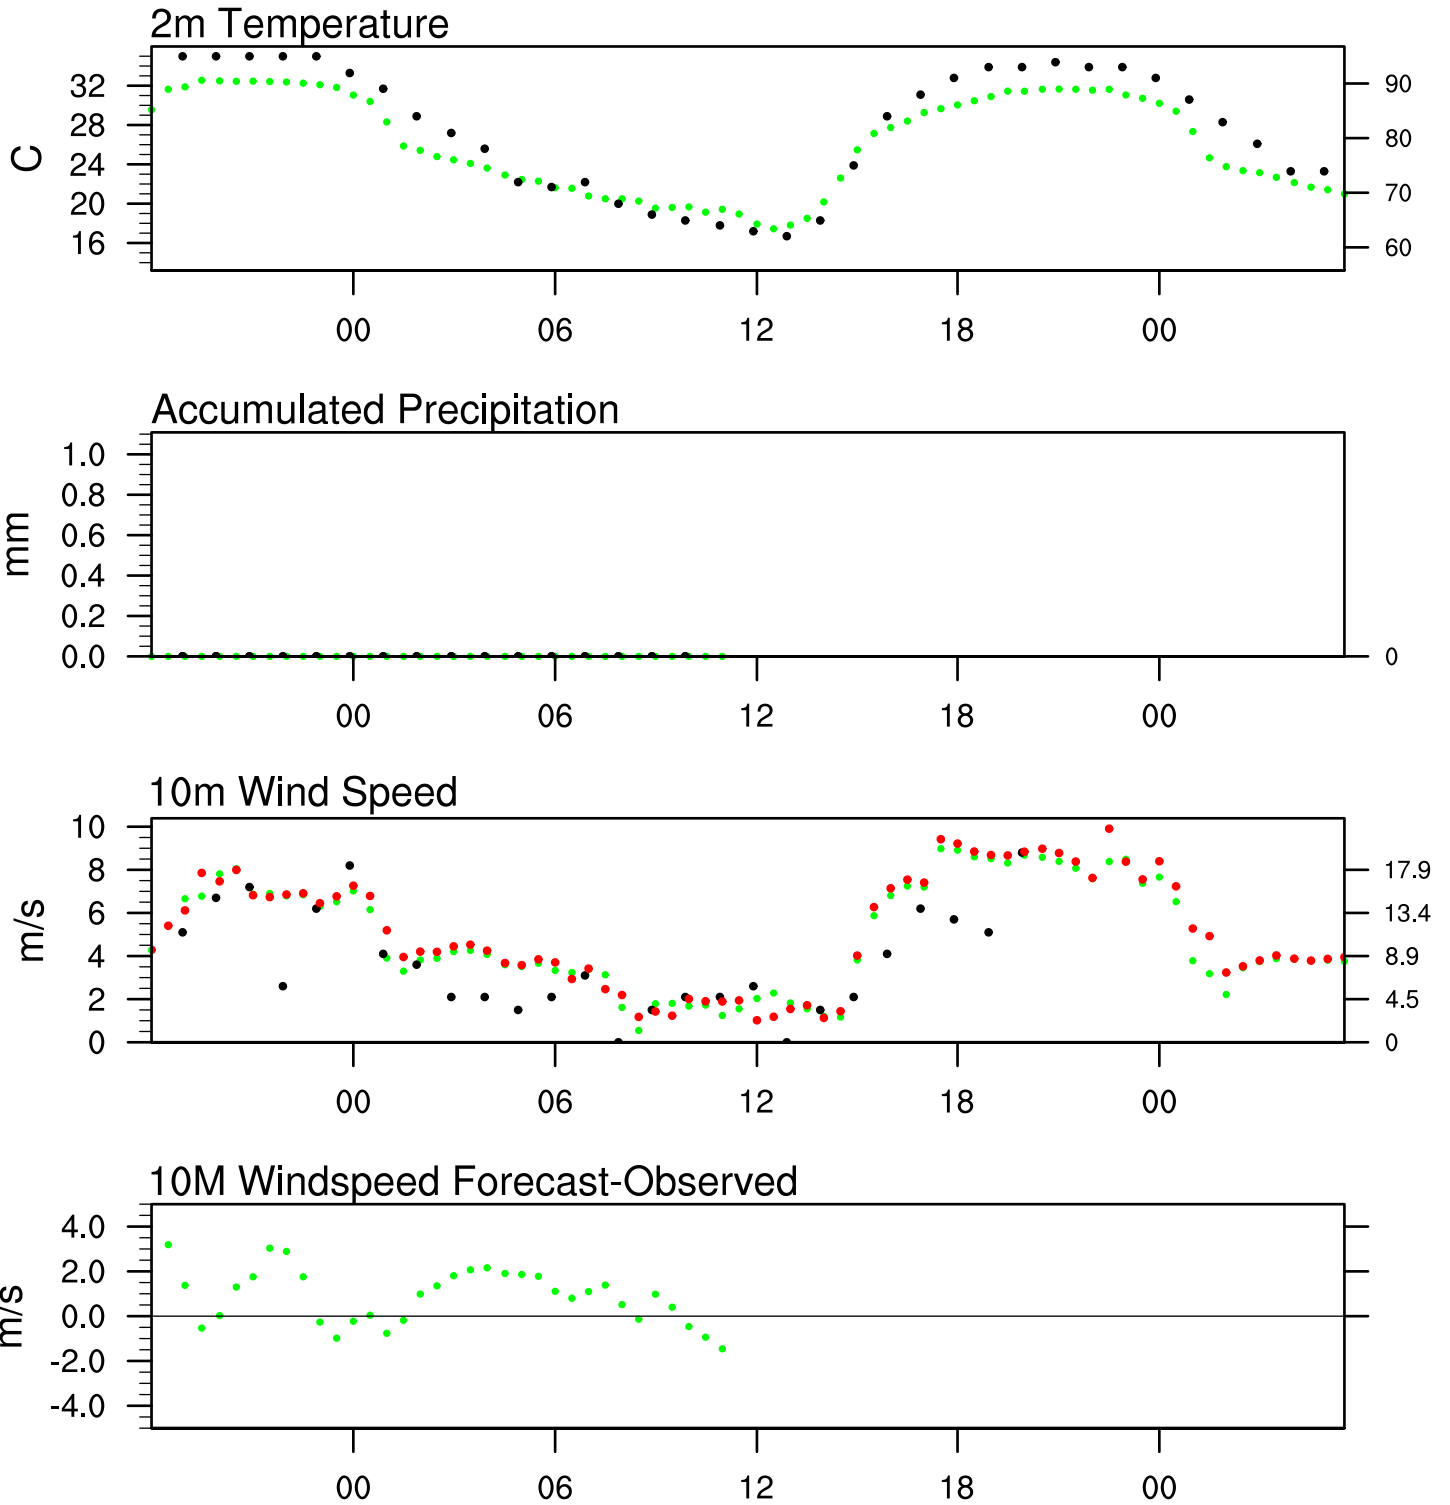 2m Temperature
32
28
24
20
16
C
90
80
70
60
00 06 12 18 00
Accumulated Precipitation
1.0
0.8
0.6
0.4
0.2
0.0
mm
0
00 06 12 18 00
10m Wind Speed
10
8
6
4
2
0
m/s
17.9
13.4
8.9
4.5
0
00 06 12 18 00
10M Windspeed Forecast-Observed
4.0
2.0
0.0
-2.0
-4.0
m/s
00 06 12 18 00